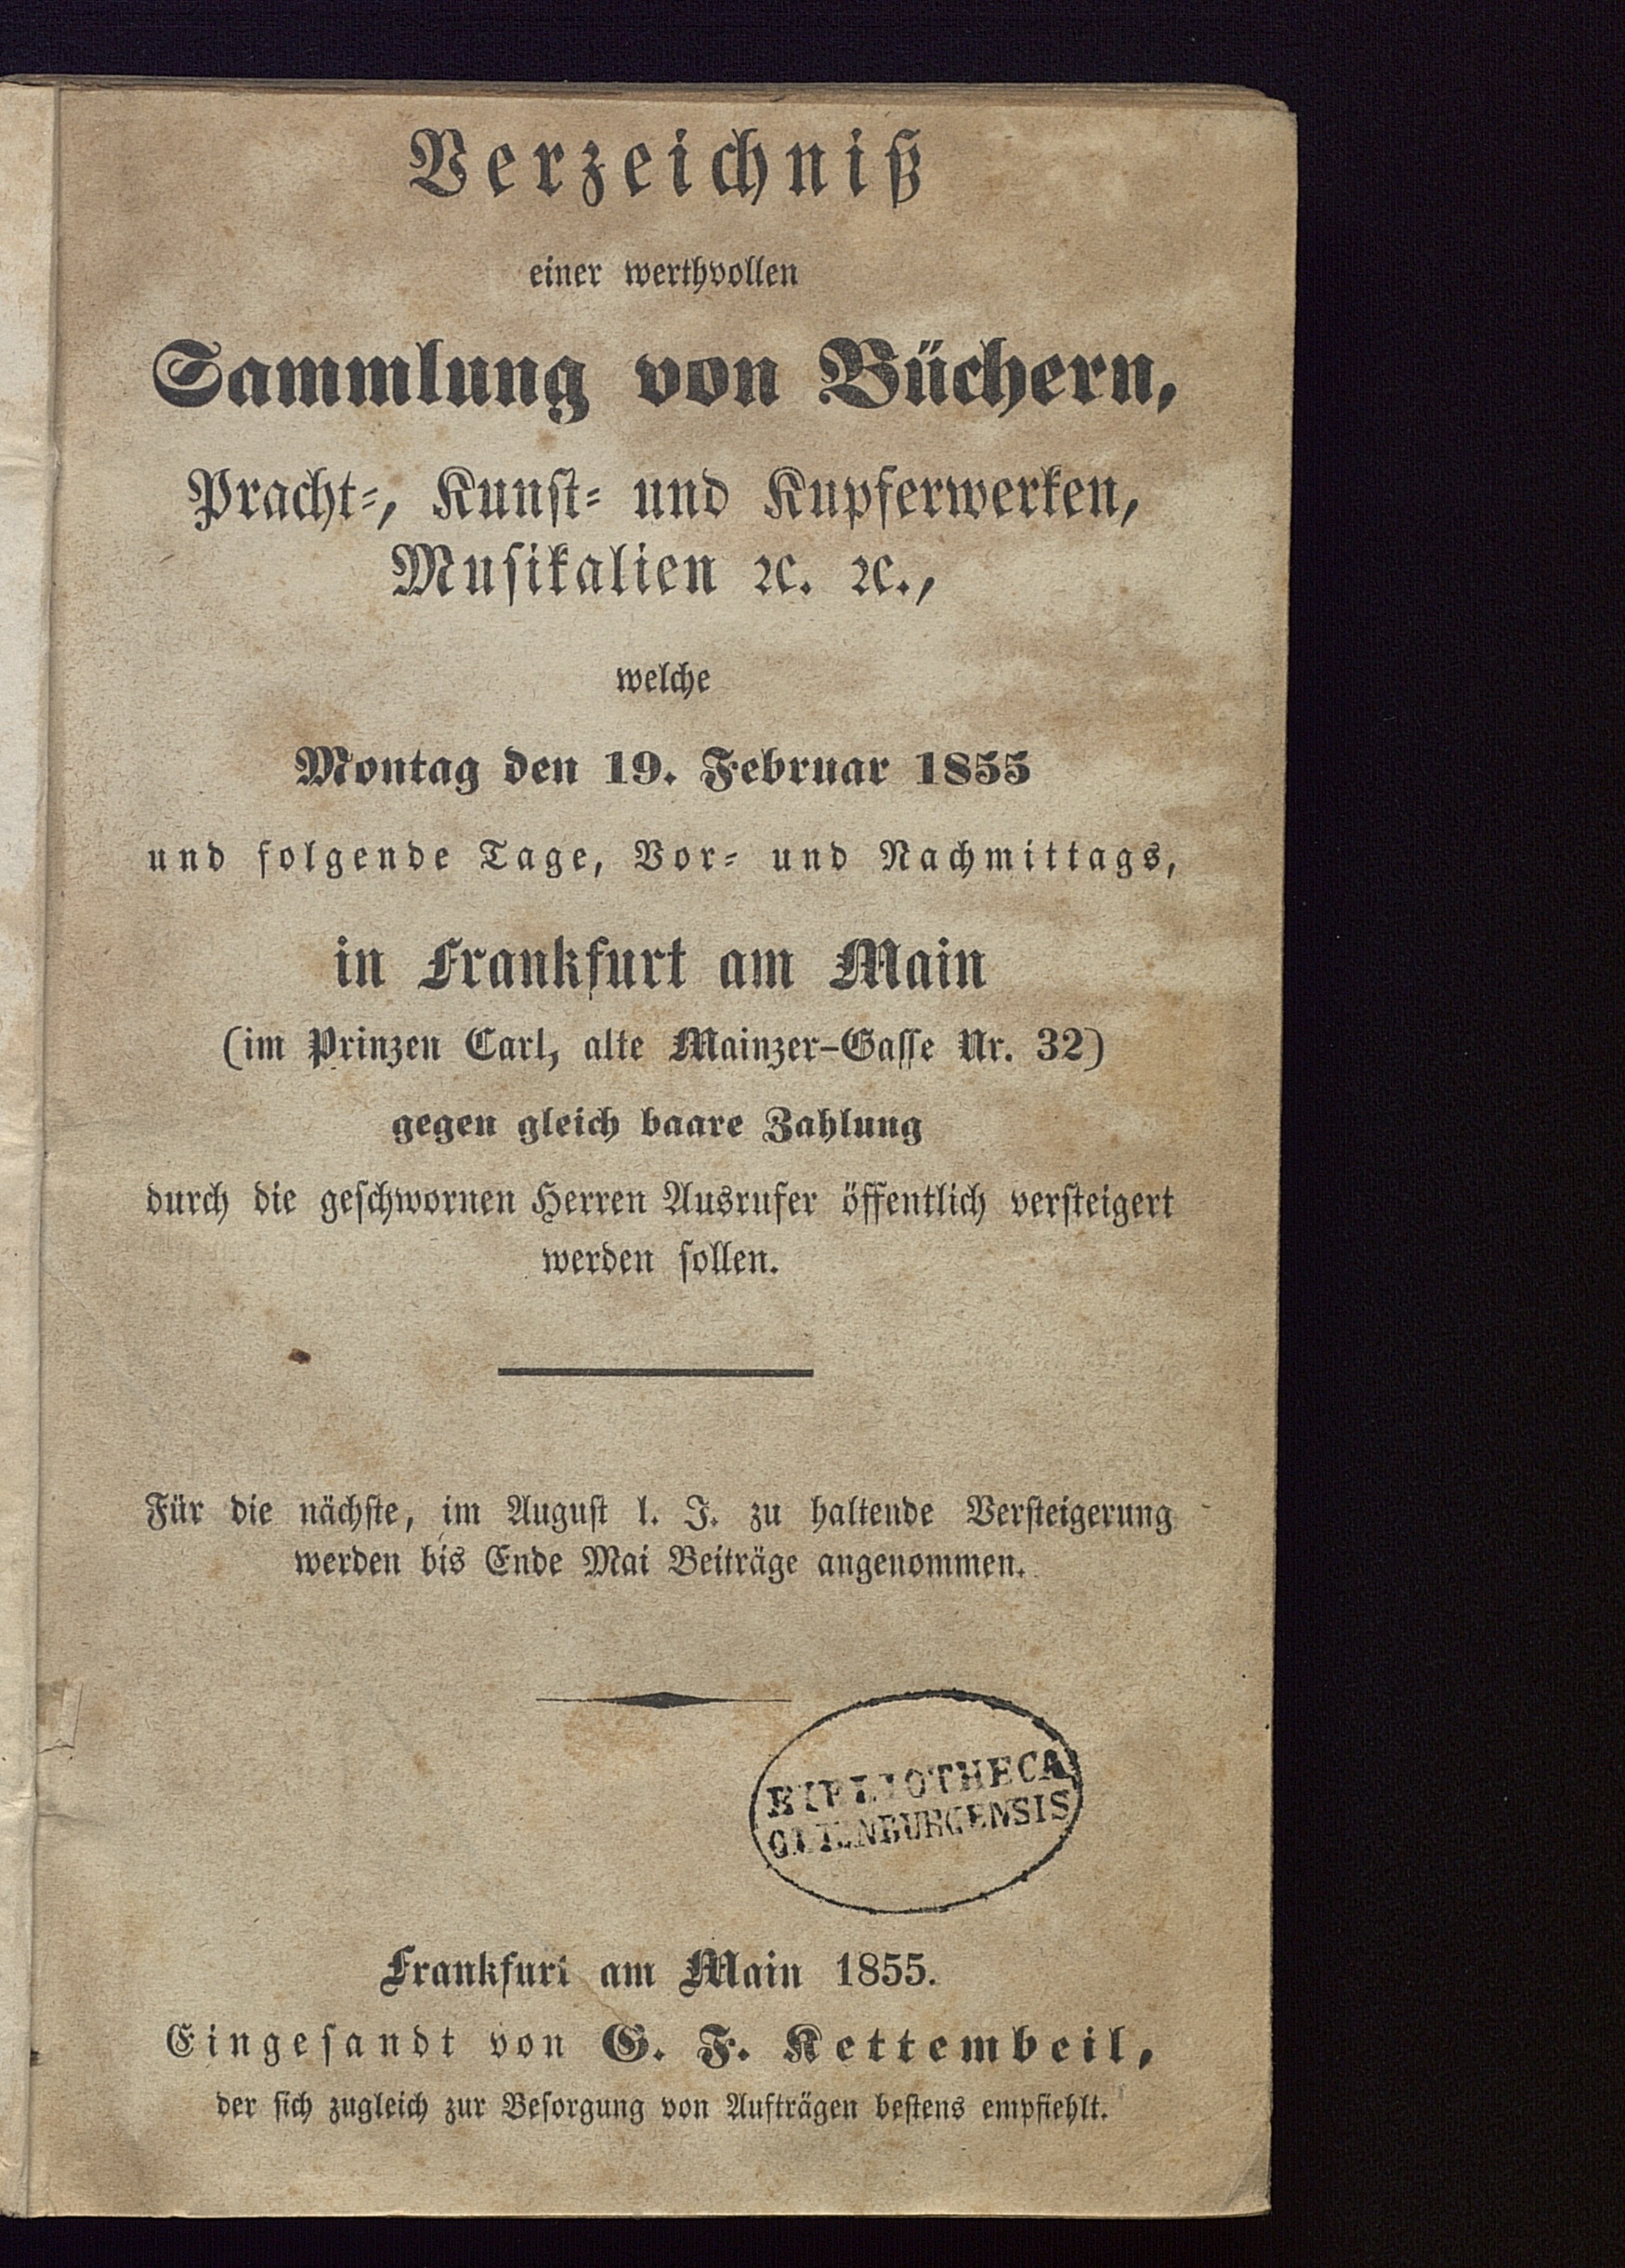 Verzeichniß
einer werthvollen
Sammlung von Büchern,
Pracht-, Kunst- und Kupferwerken,
Musikalien ꝛc. ꝛc.,
welche
Montag den 19. Februar 1855
und folgende Tage, Vor- und Nachmittags,
in Frankfurt am Main
(im Prinzen Carl, alte Mainzer-Gasse Nr. 32)
gegen gleich baare Zahlung
durch die geschwornen Herren Ausrufer öffentlich versteigert
werden sollen.
Für die nächste, im August l. J. zu haltende Versteigerung
werden bis Ende Mai Beiträge angenommen.
BIBLIOTHECA
Frankfurt am Main 1855.
Eingesandt von G. F. Kettembeil,
der sich zugleich zur Besorgung von Aufträgen bestens empfiehlt.